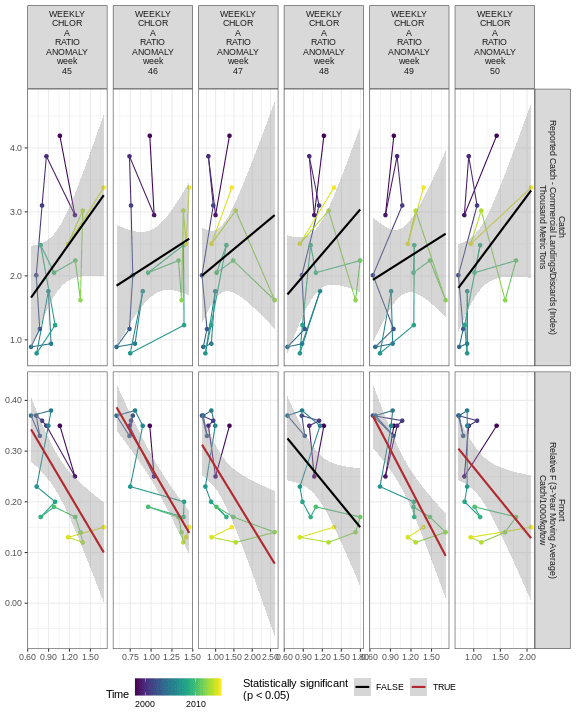 WEEKLY
CHLOR
A
RATIO
ANOMALY
week
45
WEEKLY
CHLOR
A
RATIO
ANOMALY
week
46
WEEKLY
CHLOR
A
RATIO
ANOMALY
week
47
WEEKLY
CHLOR
A
RATIO
ANOMALY
week
48
WEEKLY
CHLOR
A
RATIO
ANOMALY
week
49
WEEKLY
CHLOR
A
RATIO
ANOMALY
week
50
4.0
3.0
2.0
1.0
Catch
Reported Catch - Commercial Landings/Discards (Index)
Thousand Metric Tons
0.40
0.30
0.20
0.10
0.00
Fmort
Relative F (3-Year Moving Average)
Catch/1000/kg/tow
0.60 0.90 1.20 1.50
0.75 1.00 1.25 1.50
1.00 1.50 2.00 2.50
0.60 0.90 1.20 1.50 1.80
0.60 0.90 1.20 1.50
1.00 1.50 2.00
Time
2000 2010
Statistically significant
(p < 0.05)
FALSE
TRUE